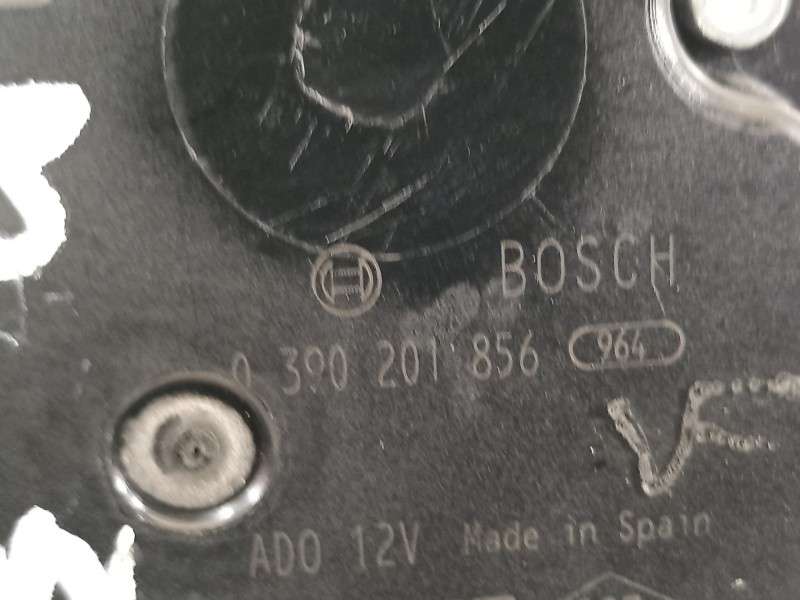 BOSCH
0 390 201 856 964
ADO 12V Made in Spain